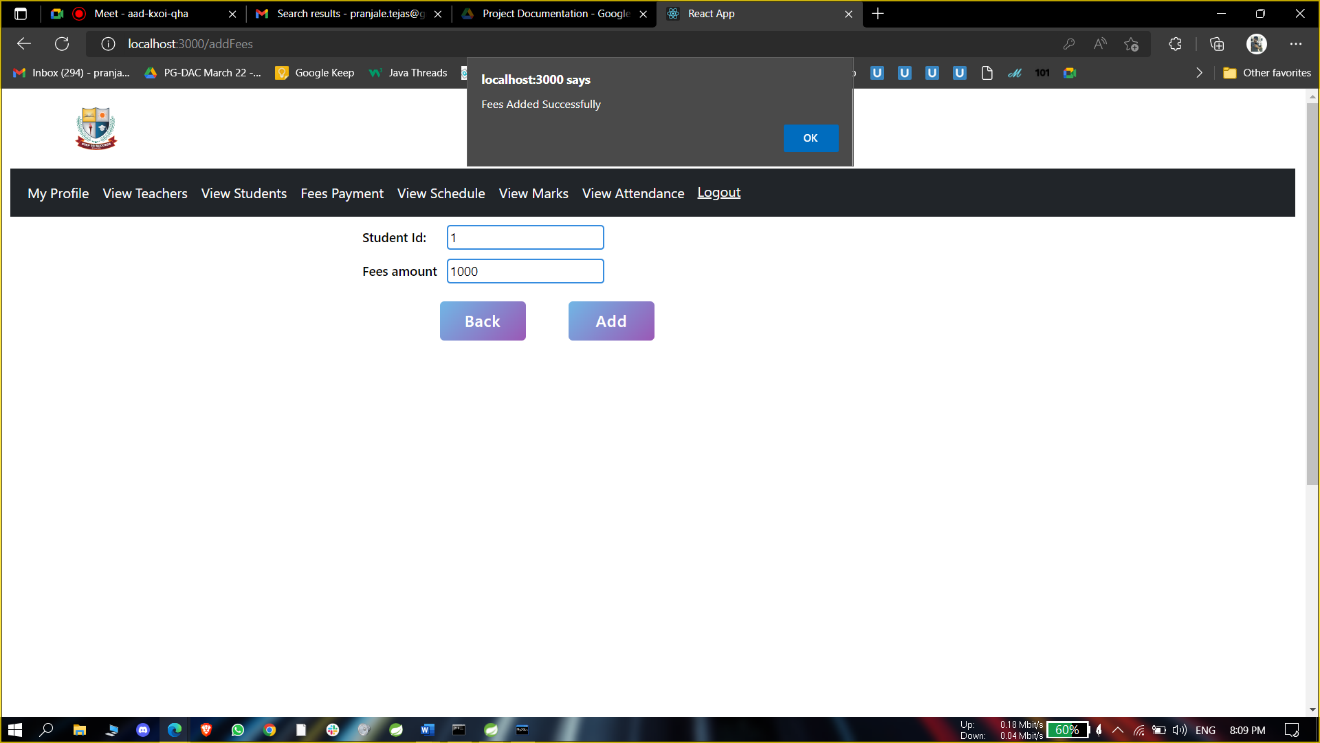 Meet - aad-kxoi-qha
Search results - pranjale.tejas@g
Project Documentation - Google
React App
localhost:3000/addFees
Inbox (294) - pranja...
PG-DAC March 22 -...
Google Keep
Java Threads
U U U U
101
Other favorites
localhost:3000 says
Fees Added Successfully
OK
My Profile View Teachers View Students Fees Payment View Schedule View Marks View Attendance Logout
Student Id: 1
Fees amount 1000
Back Add
Up: 0.18 Mbit/s
Down: 0.04 Mbit/s
60%
ENG
8:09 PM